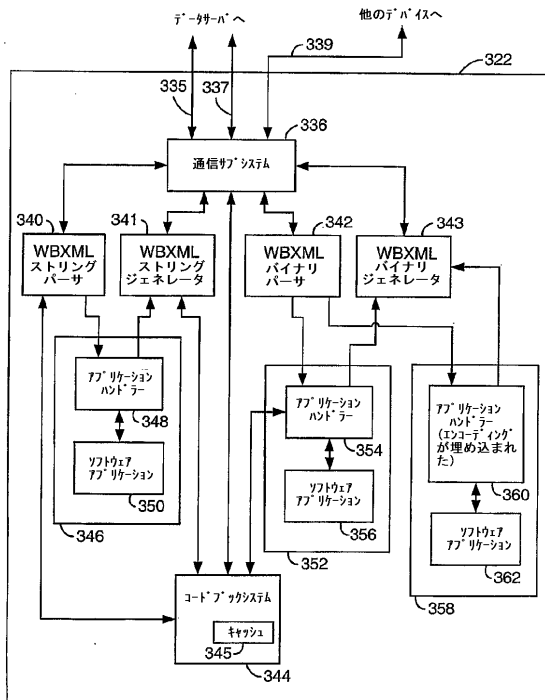 データサーバへ
他のデバイスへ
339
322
335
337
336
通信サブシステム
340
341
342
343
WBXML
ストリング
パーサ
WBXML
ストリング
ジェネレータ
WBXML
バイナリ
パーサ
WBXML
バイナリ
ジェネレータ
アプリケーション
ハンドラー
348
ソフトウェア
アプリケーション
350
346
アプリケーション
ハンドラー
354
ソフトウェア
アプリケーション
356
352
アプリケーション
ハンドラー
(エンコーディング
が埋め込まれ
た)
360
ソフトウェア
アプリケーション
362
358
コードブックシステム
キャッシュ
345
344